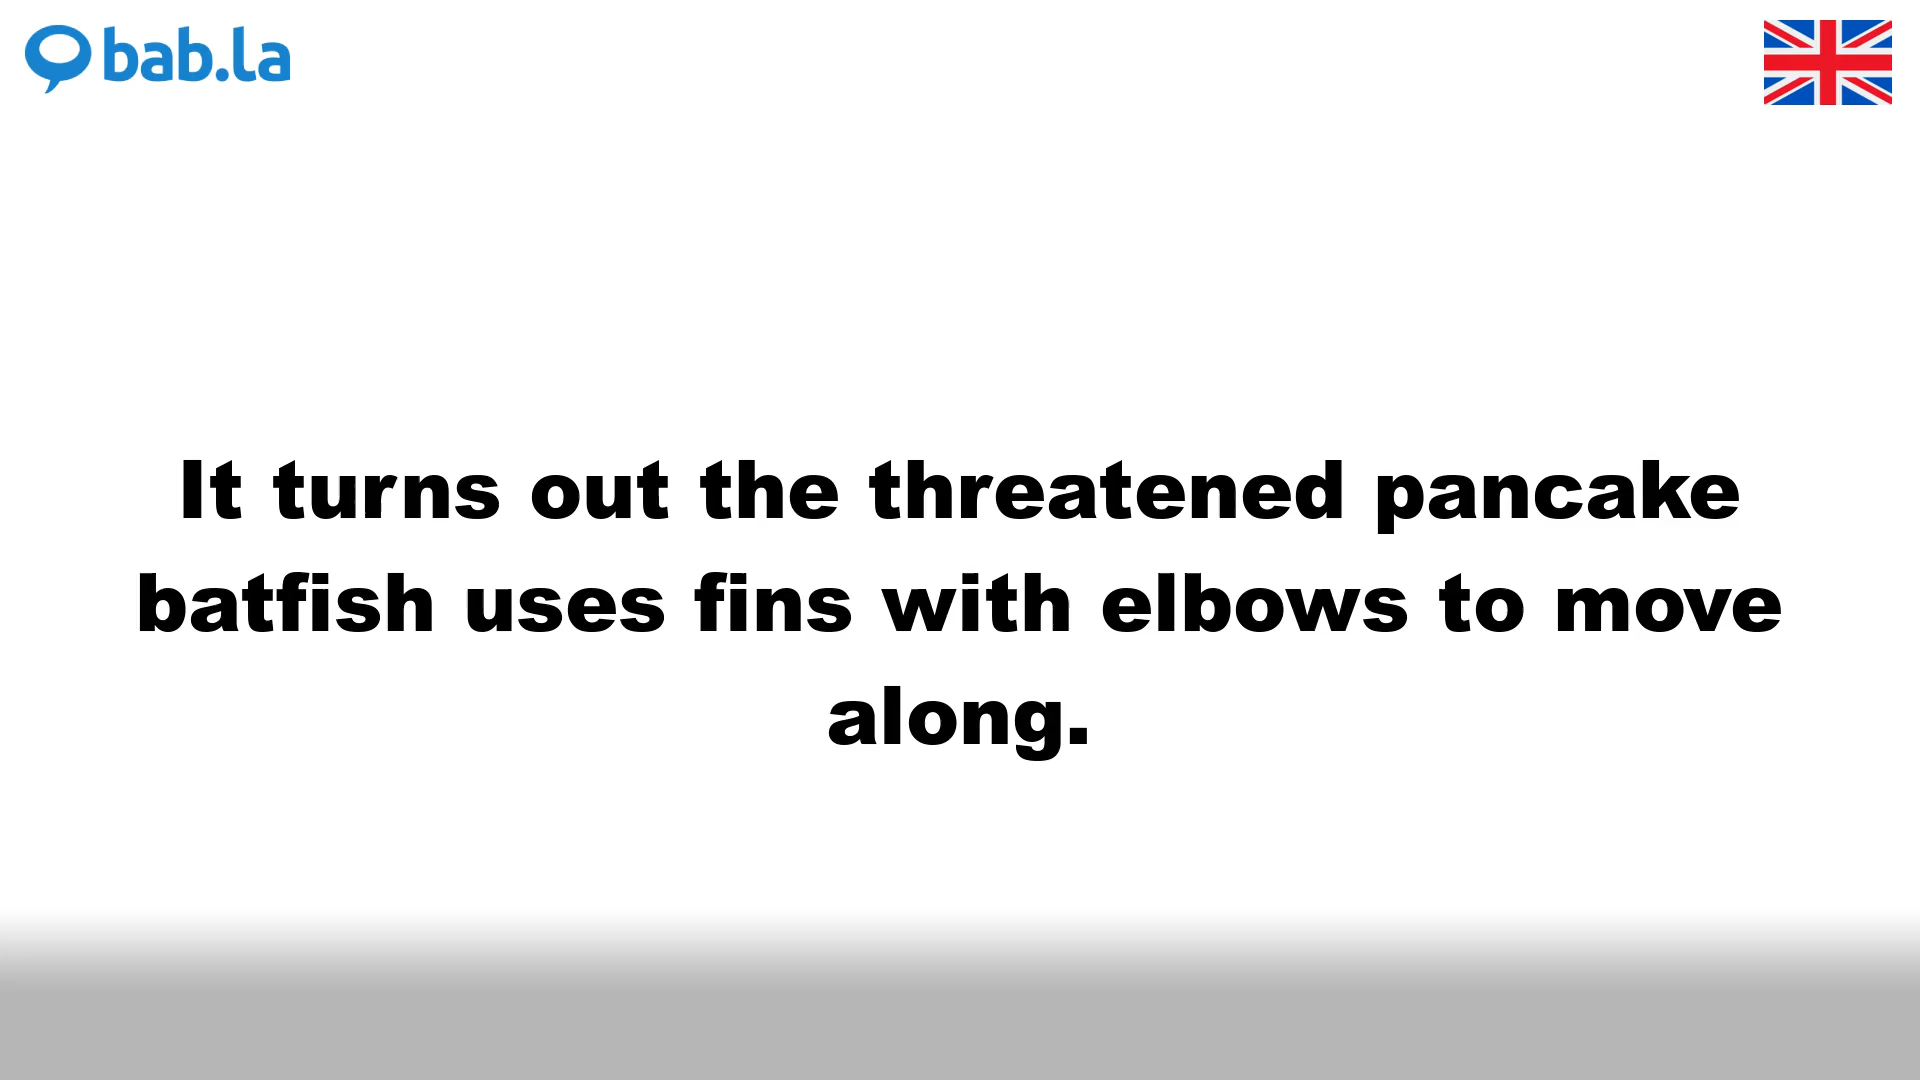 bab.la
It turns out the threatened pancake
batfish uses fins with elbows to move
along.